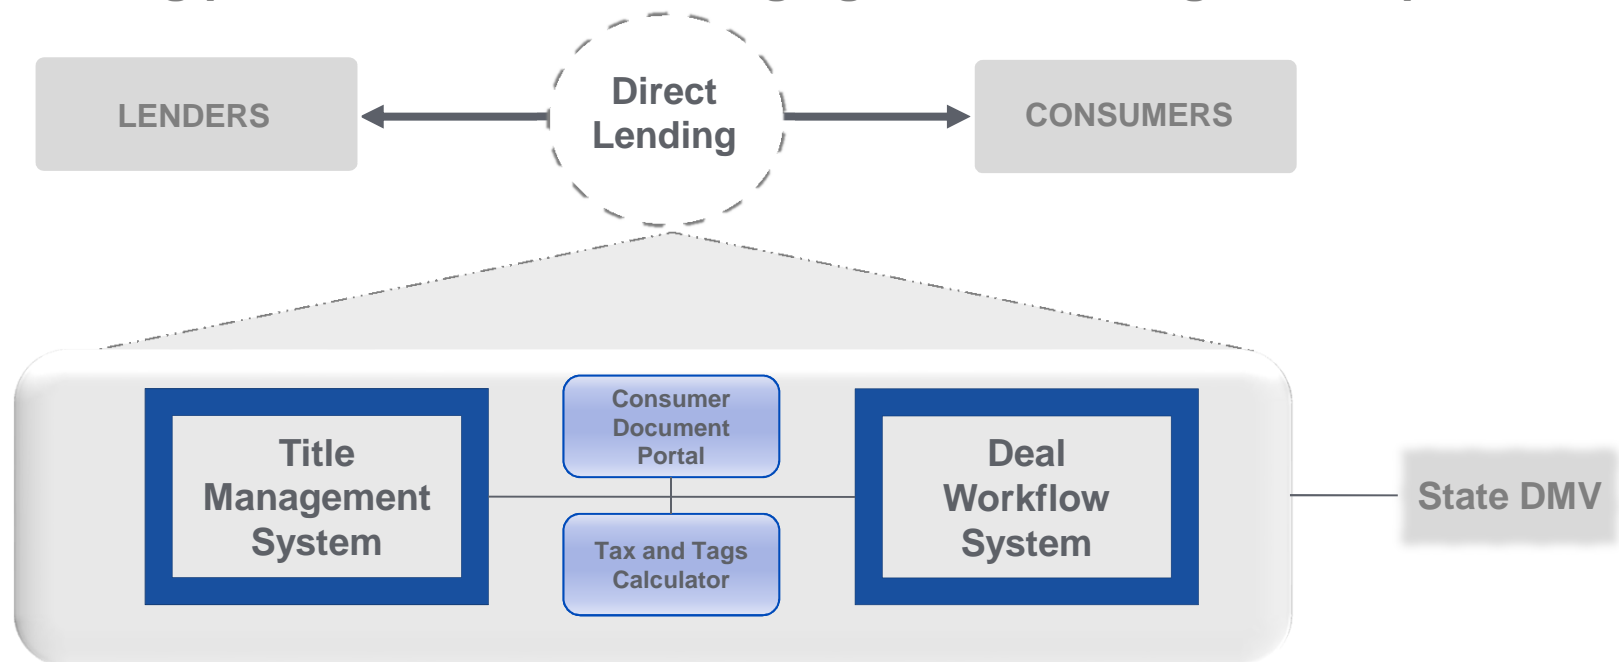 Direct
Lending
LENDERS
CONSUMERS
Consumer
Document
Portal
Title
Management
System
Deal
Workflow
System
State DMV
Tax and Tags
Calculator